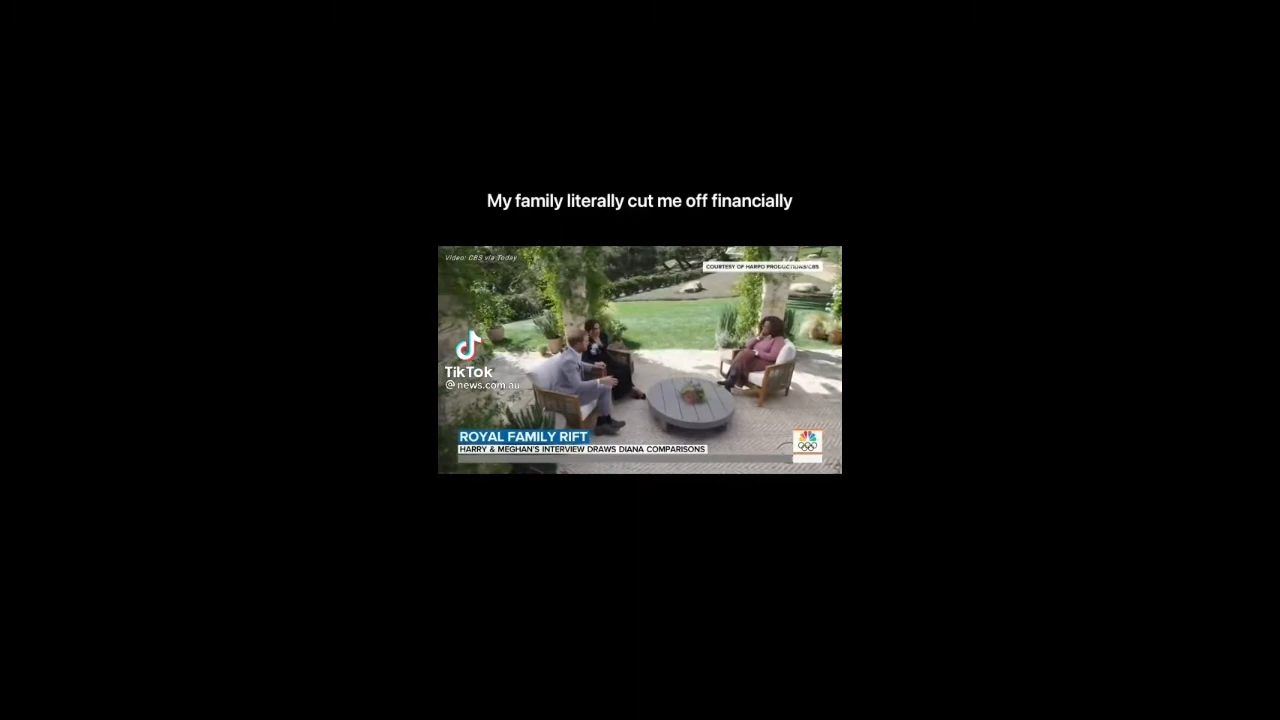 My family literally cut me off financially
Video: CBS via Today
COURTESY OF HARPO PRODUCTIONS/CBS
TikTok
@news.com.au
ROYAL FAMILY RIFT
HARRY & MEGHAN'S INTERVIEW DRAWS DIANA COMPARISONS